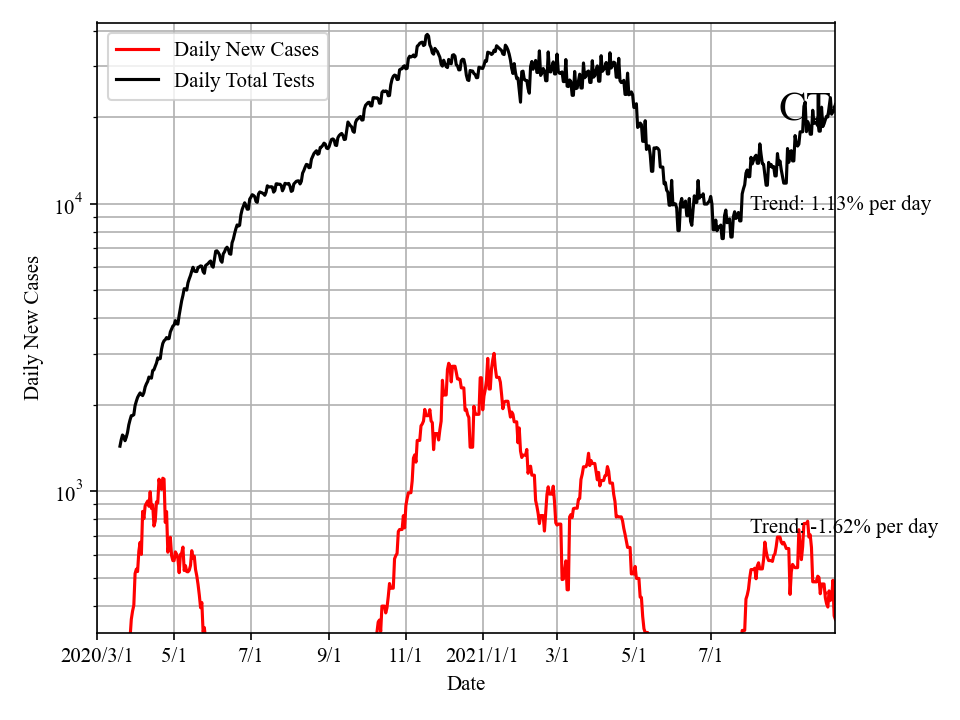 Daily New Cases
Daily Total Tests
CT
Trend: 1.13% per day
Trend: -1.62% per day
10^4
10^3
Daily New Cases
2020/3/1 5/1 7/1 9/1 11/1 2021/1/1 3/1 5/1 7/1
Date